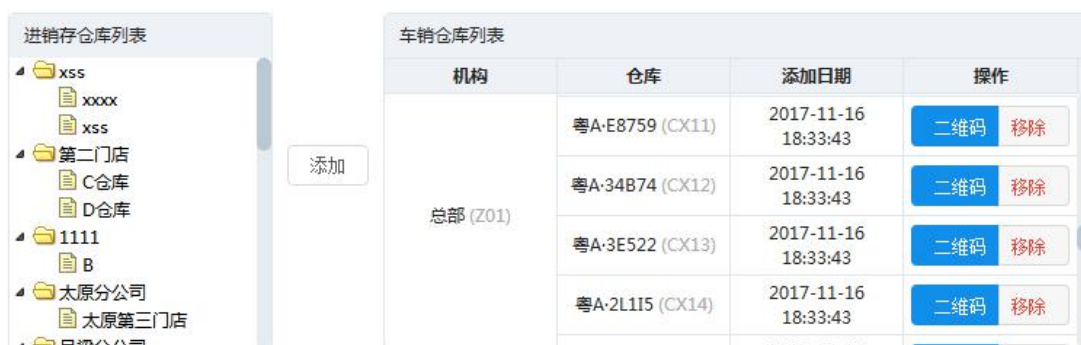 进销存仓库列表
xss
xxxx
xss
第二门店
C仓库
D仓库
1111
B
太原分公司
太原第三门店
添加
车销仓库列表
机构 仓库 添加日期 操作
总部 (Z01)
粤A·E8759 (CX11) 2017-11-16 18:33:43 二维码 移除
粤A·34B74 (CX12) 2017-11-16 18:33:43 二维码 移除
粤A·3E522 (CX13) 2017-11-16 18:33:43 二维码 移除
粤A·2L1I5 (CX14) 2017-11-16 18:33:43 二维码 移除